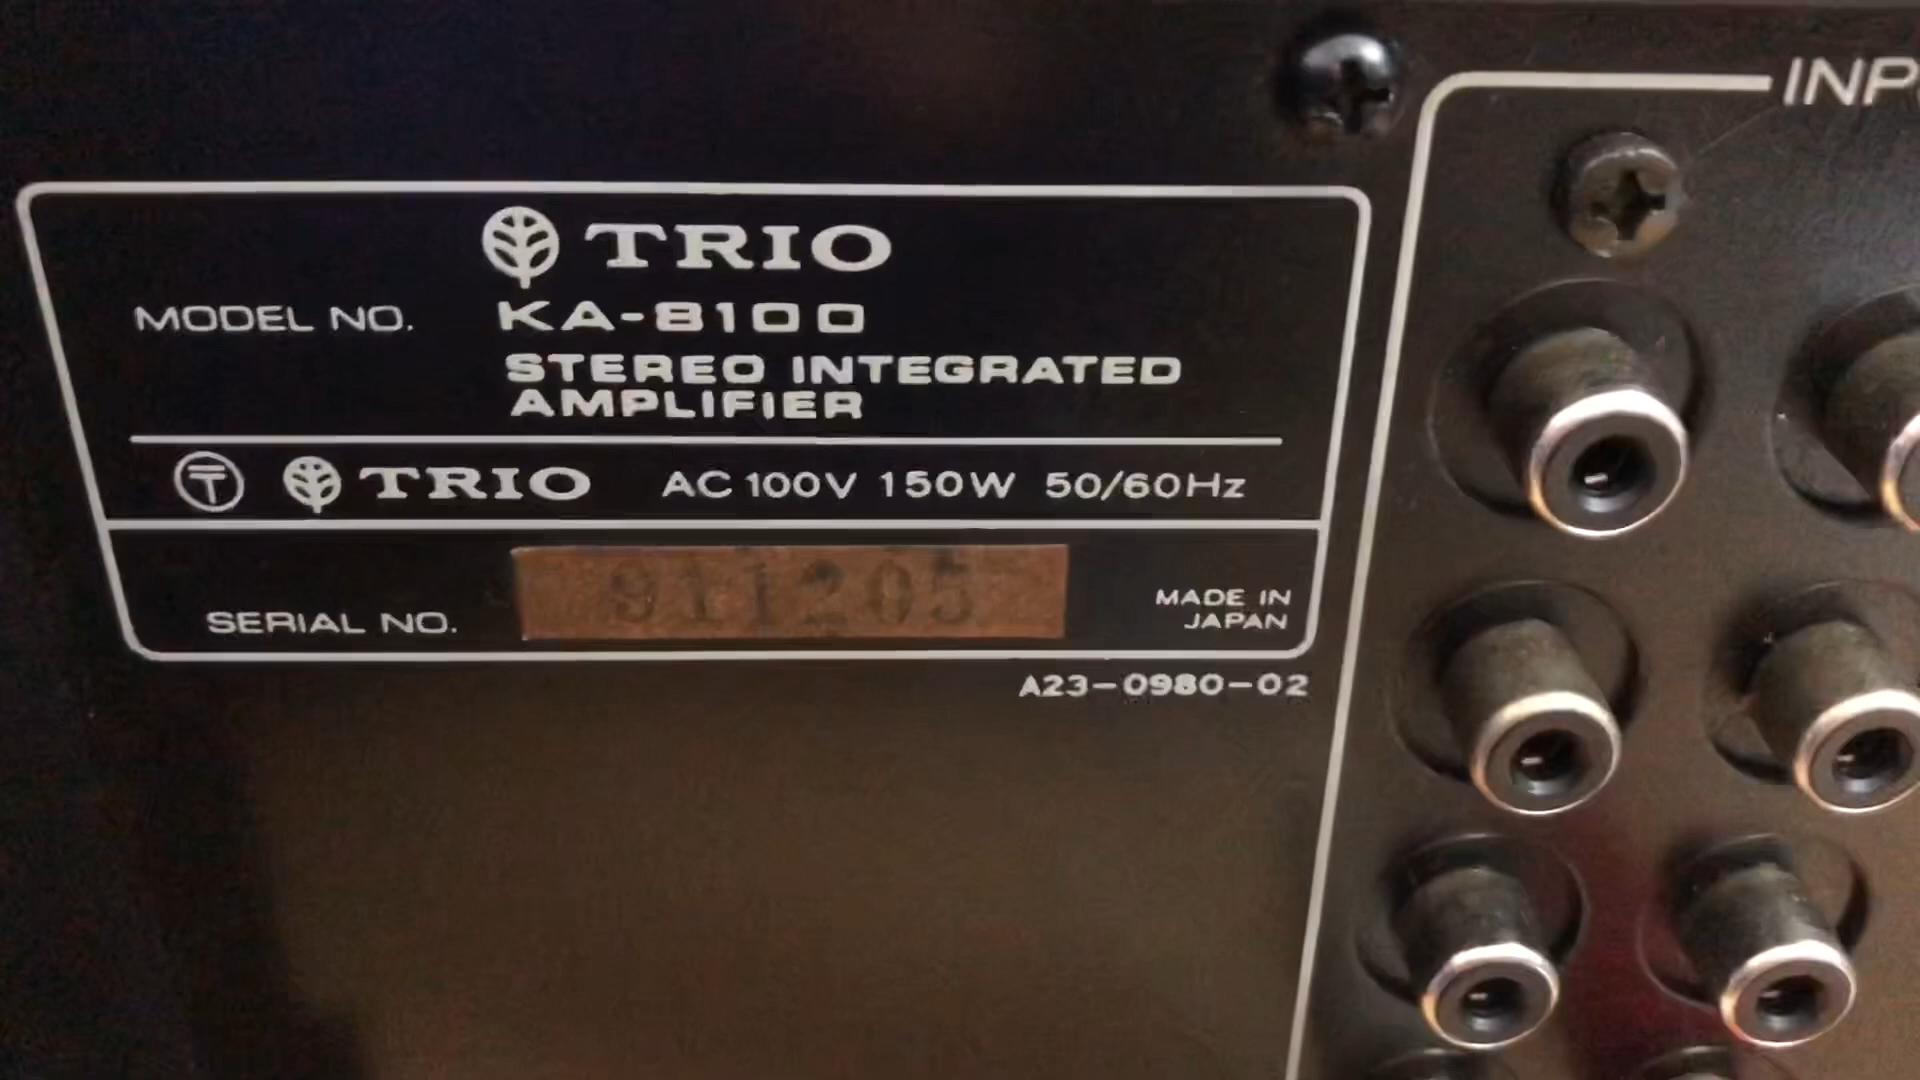 TRIO
MODEL NO. KA-8100
STEREO INTEGRATED
AMPLIFIER
TRIO AC 100V 150W 50/60Hz
SERIAL NO. 911205
MADE IN
JAPAN
A23-0980-02